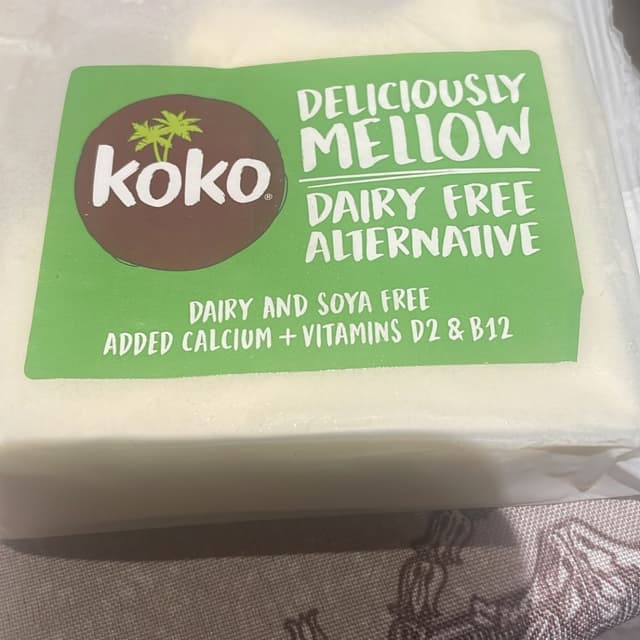 koko®
DELICIOUSLY
MELLOW
DAIRY FREE
ALTERNATIVE
DAIRY AND SOYA FREE
ADDED CALCIUM + VITAMINS D2 & B12